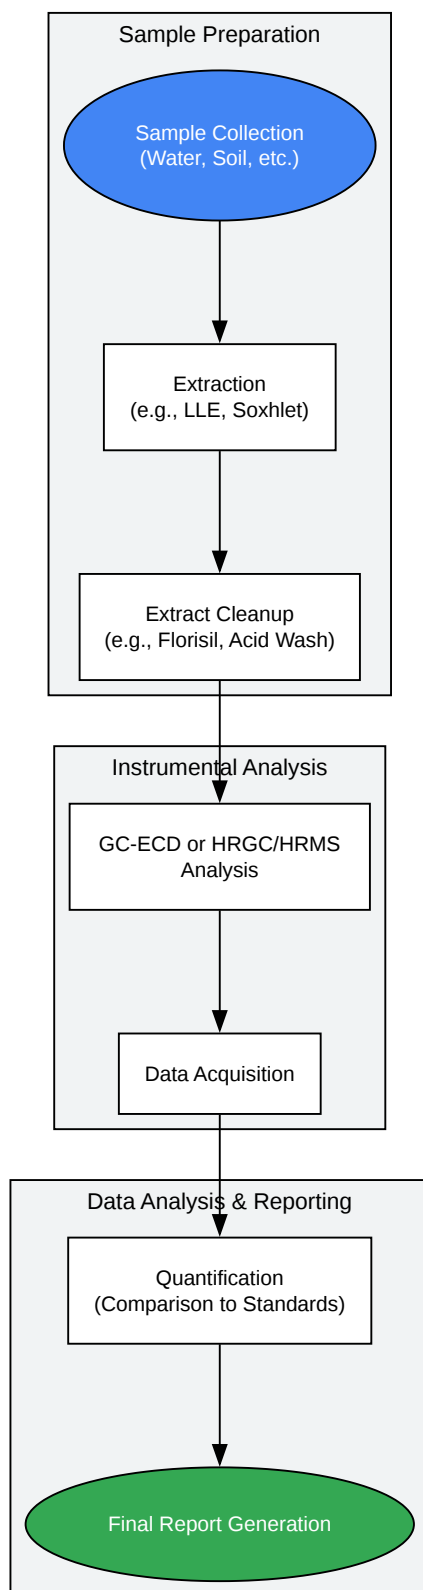 Sample Preparation
Sample Collection
(Water, Soil, etc.)
Extraction
(e.g., LLE, Soxhlet)
Extract Cleanup
(e.g., Florisil, Acid Wash)
Instrumental Analysis
GC-ECD or HRGC/HRMS
Analysis
Data Acquisition
Data Analysis & Reporting
Quantification
(Comparison to Standards)
Final Report Generation